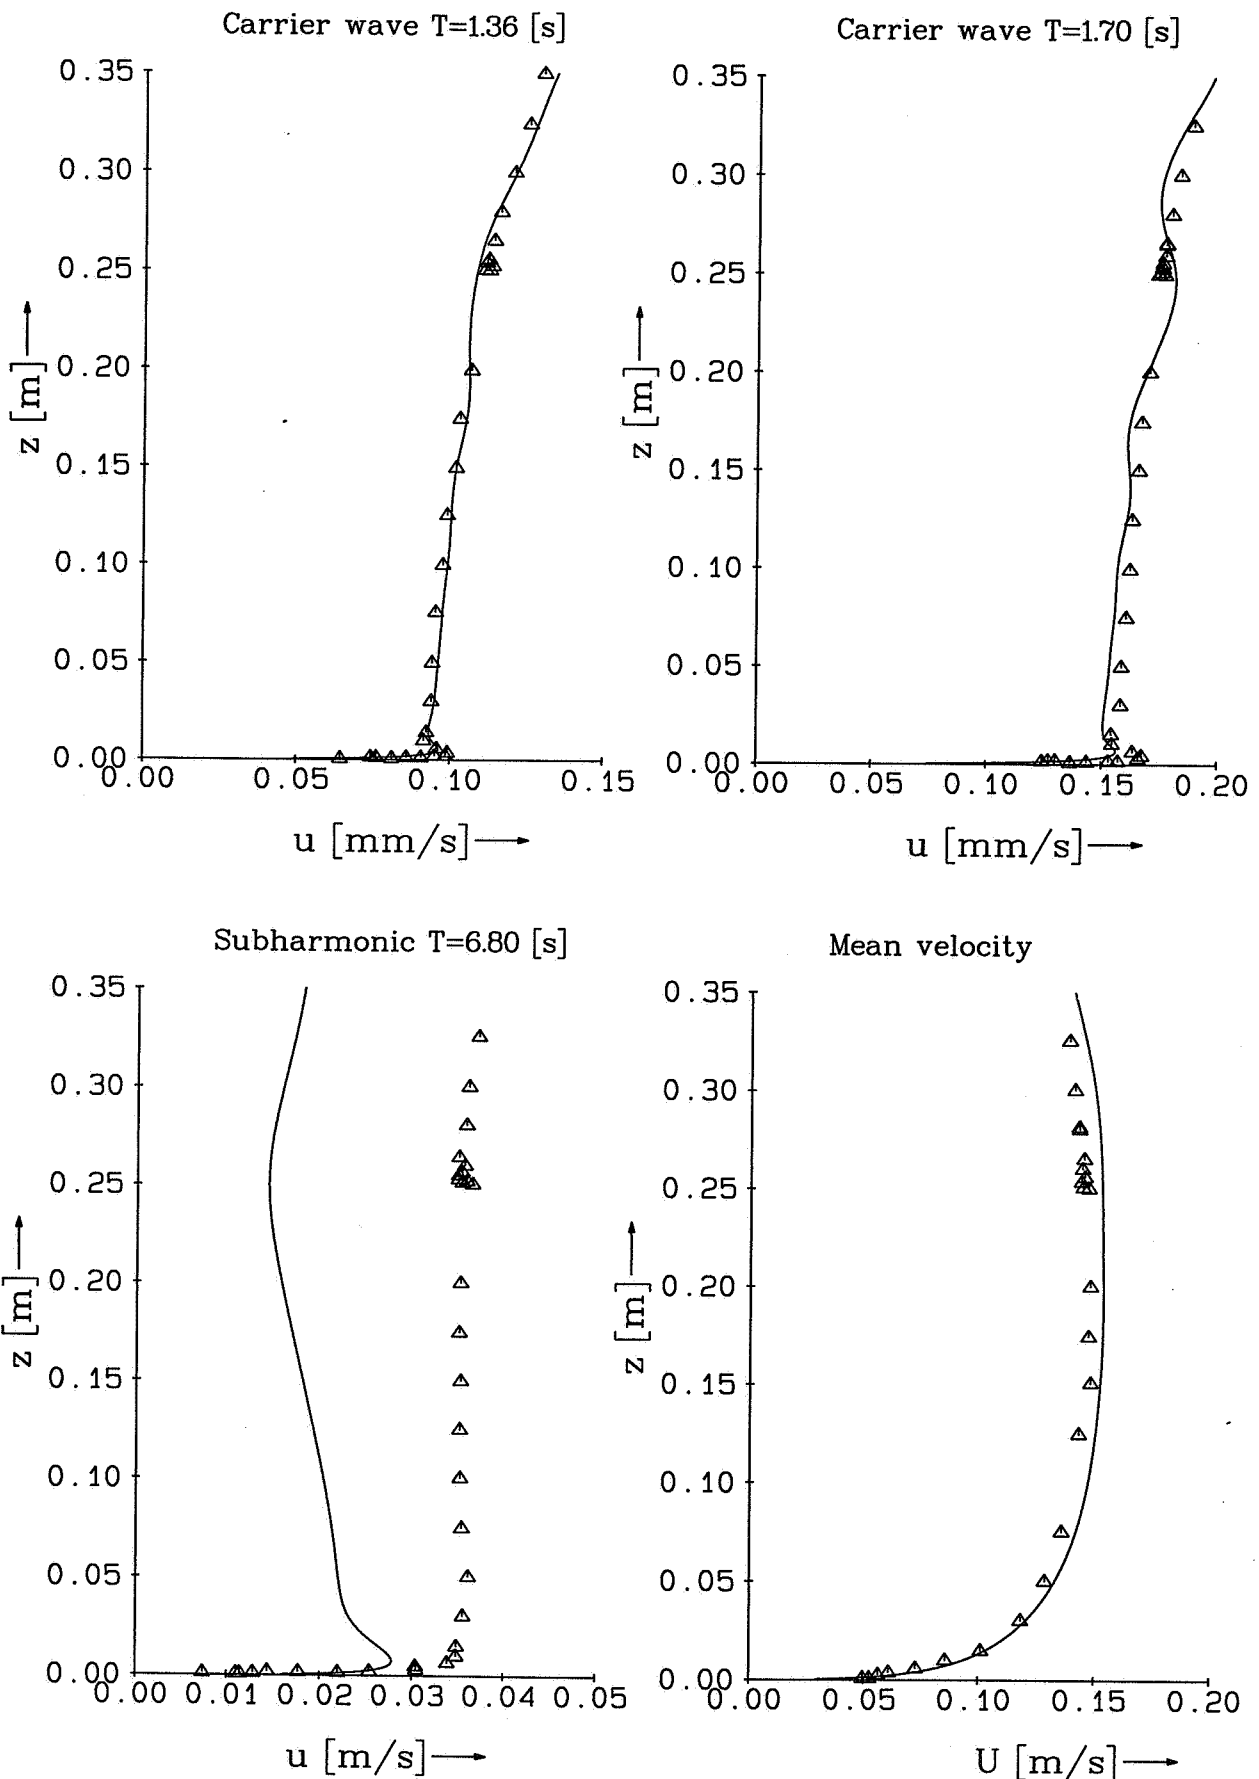 Carrier wave T=1.36 [s]
0.35
0.30
0.25
0.20
0.15
0.10
0.05
0.00
0.00 0.05 0.10 0.15
z [m]
u [mm/s]
Carrier wave T=1.70 [s]
0.35
0.30
0.25
0.20
0.15
0.10
0.05
0.00
0.00 0.05 0.10 0.15 0.20
z [m]
u [mm/s]
Subharmonic T=6.80 [s]
0.35
0.30
0.25
0.20
0.15
0.10
0.05
0.00
0.00 0.01 0.02 0.03 0.04 0.05
z [m]
u [m/s]
Mean velocity
0.35
0.30
0.25
0.20
0.15
0.10
0.05
0.00
0.00 0.05 0.10 0.15 0.20
z [m]
U [m/s]